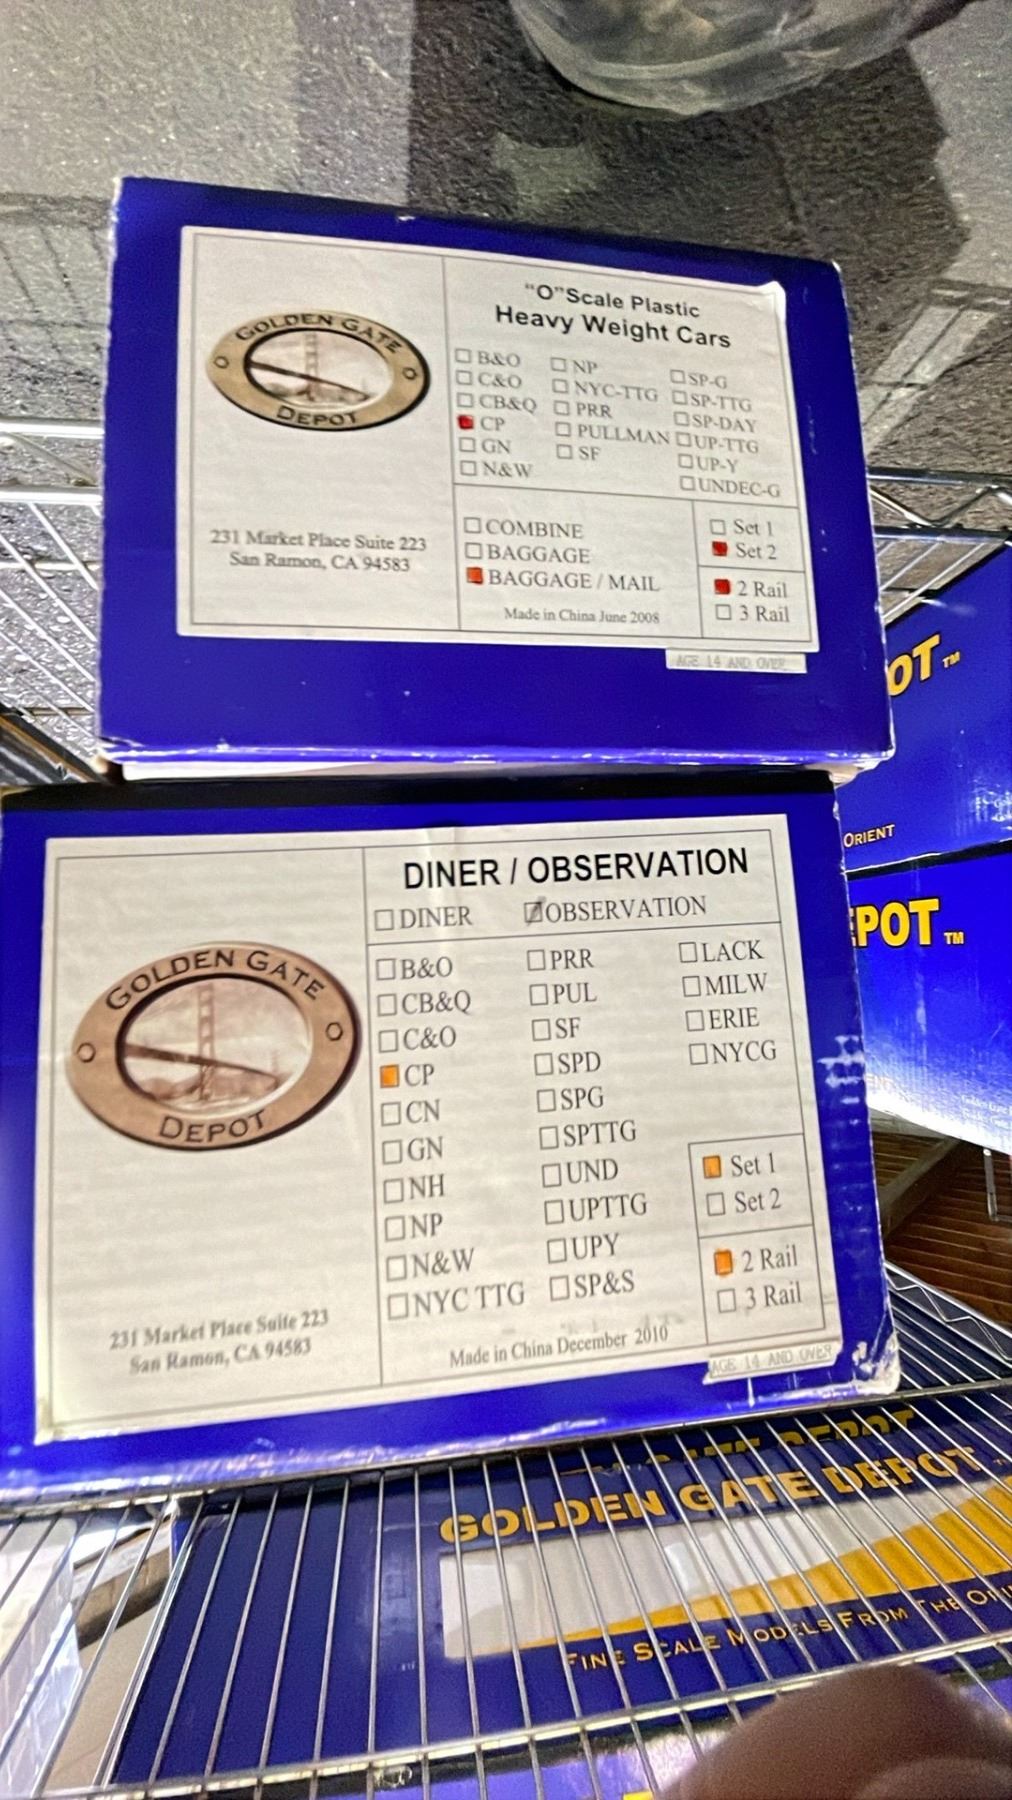 GOLDEN GATE
DEPOT
231 Market Place Suite 223
San Ramon, CA 94583
"O"Scale Plastic
Heavy Weight Cars
B&O
C&O
CB&Q
CP
GN
N&W
NP
NYC-TTG
PRR
PULLMAN
SF
SP-G
SP-TTG
SP-DAY
UP-TTG
UP-Y
UNDEC-G
COMBINE
BAGGAGE
BAGGAGE / MAIL
Made in China June 2008
Set 1
Set 2
2 Rail
3 Rail
AGE 14 AND OVER
OT TM
ORIENT
GOLDEN GATE
DEPOT
231 Market Place Suite 223
San Ramon, CA 94583
DINER / OBSERVATION
DINER OBSERVATION
B&O
CB&Q
C&O
CP
CN
GN
NH
NP
N&W
NYC TTG
PRR
PUL
SF
SPD
SPG
SPTTG
UND
UPTTG
UPY
SP&S
LACK
MILW
ERIE
NYCG
Set 1
Set 2
2 Rail
3 Rail
Made in China December 2010
AGE 14 AND OVER
EPOT TM
GOLDEN GATE DEPOT
FINE SCALE MODELS FROM THE ORI